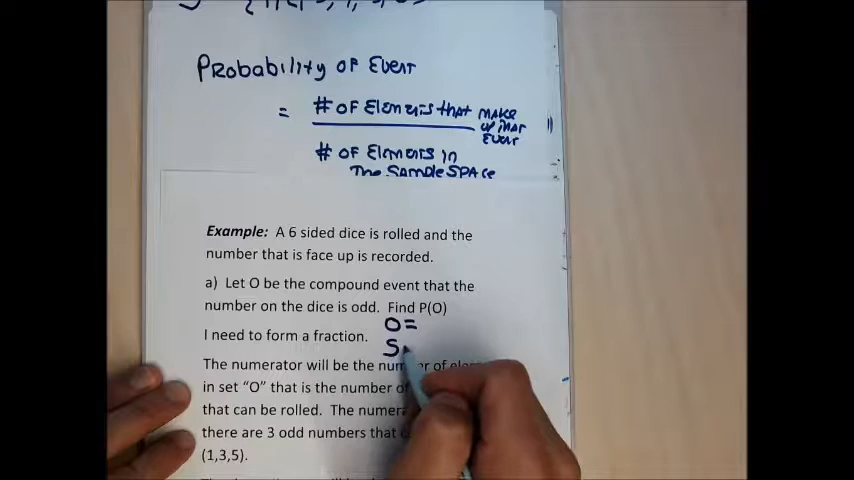 Probability of Event
= # of Elements that make
up that
Event
# of Elements in
The Sample Space
Example: A 6 sided dice is rolled and the
number that is face up is recorded.
a) Let O be the compound event that the
number on the dice is odd. Find P(O)
O=
I need to form a fraction.
S
The numerator will be the number of
in set "O" that is the number of
that can be rolled. The
there are 3 odd numbers that
(1,3,5).